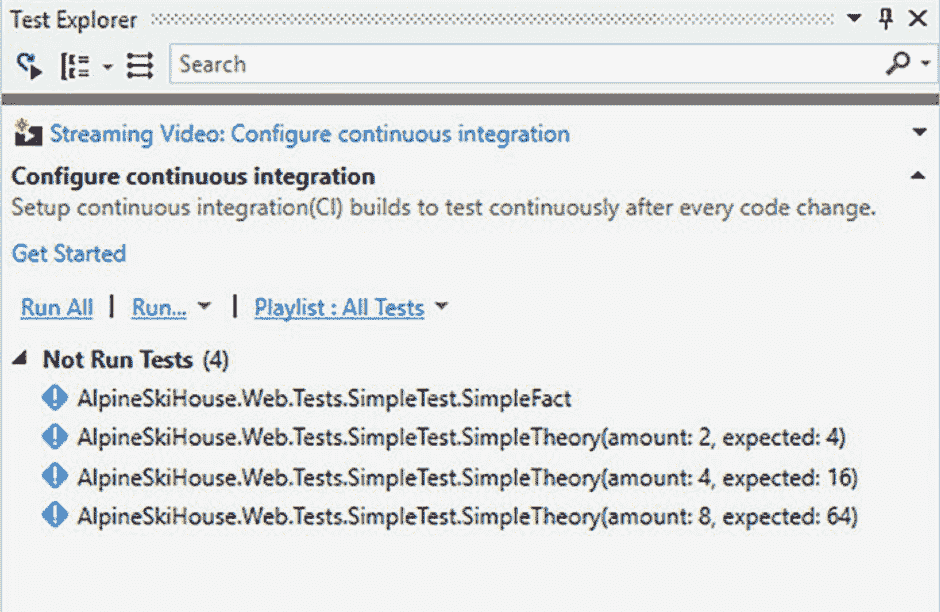 Test Explorer
Search
Streaming Video: Configure continuous integration
Configure continuous integration
Setup continuous integration(CI) builds to test continuously after every code change.
Get Started
Run All | Run... | Playlist : All Tests
Not Run Tests (4)
AlpineSkiHouse.Web.Tests.SimpleTest.SimpleFact
AlpineSkiHouse.Web.Tests.SimpleTest.SimpleTheory(amount: 2, expected: 4)
AlpineSkiHouse.Web.Tests.SimpleTest.SimpleTheory(amount: 4, expected: 16)
AlpineSkiHouse.Web.Tests.SimpleTest.SimpleTheory(amount: 8, expected: 64)